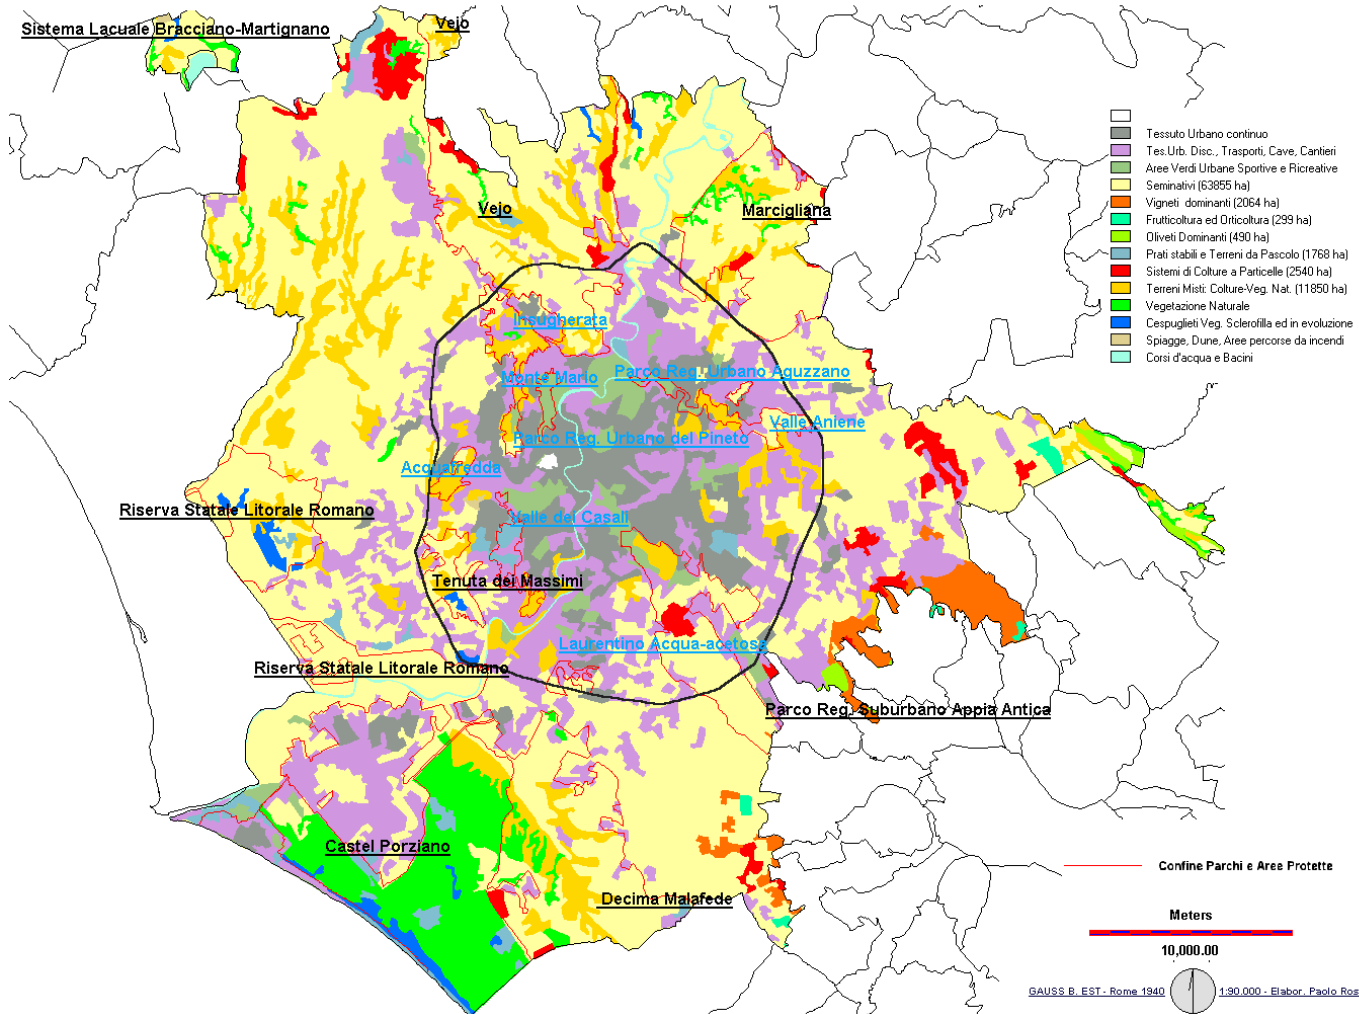 Sistema Lacuale Bracciano-Martignano
Vejo
Vejo
Marcigliana
Insugherata
Monte Mario
Parco Reg. Urbano Aguzzano
Valle Aniene
Parco Reg. Urbano del Pineto
Acquafredda
Riserva Statale Litorale Romano
Valle dei Casali
Tenuta dei Massimi
Laurentino Acqua-acetosa
Riserva Statale Litorale Romano
Parco Reg. Suburbano Appia Antica
Castel Porziano
Decima Malafede
Tessuto Urbano continuo
Tes.Urb. Disc., Trasporti, Cave, Cantieri
Aree Verdi Urbane Sportive e Ricreative
Seminativi (63855 ha)
Vigneti dominanti (2064 ha)
Frutticoltura ed Orticoltura (299 ha)
Oliveti Dominanti (490 ha)
Prati stabili e Terreni da Pascolo (1768 ha)
Sistemi di Colture a Particelle (2540 ha)
Terreni Misti: Colture-Veg. Nat. (11850 ha)
Vegetazione Naturale
Cespuglieti Veg. Sclerofilla ed in evoluzione
Spiagge, Dune, Aree percorse da incendi
Corsi d'acqua e Bacini
Confine Parchi e Aree Protette
Meters
10,000.00
GAUSS B. EST - Rome 1940
1:90.000 - Elabor. Paolo Ros